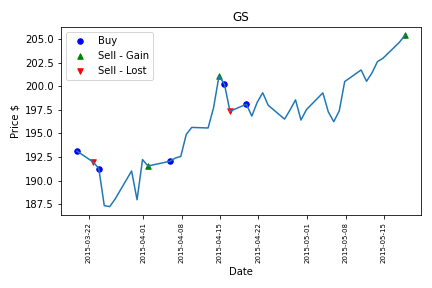 GS
Buy
Sell - Gain
Sell - Lost
Price $
205.0
202.5
200.0
197.5
195.0
192.5
190.0
187.5
2015-03-22
2015-04-01
2015-04-08
2015-04-15
2015-04-22
2015-05-01
2015-05-08
2015-05-15
Date